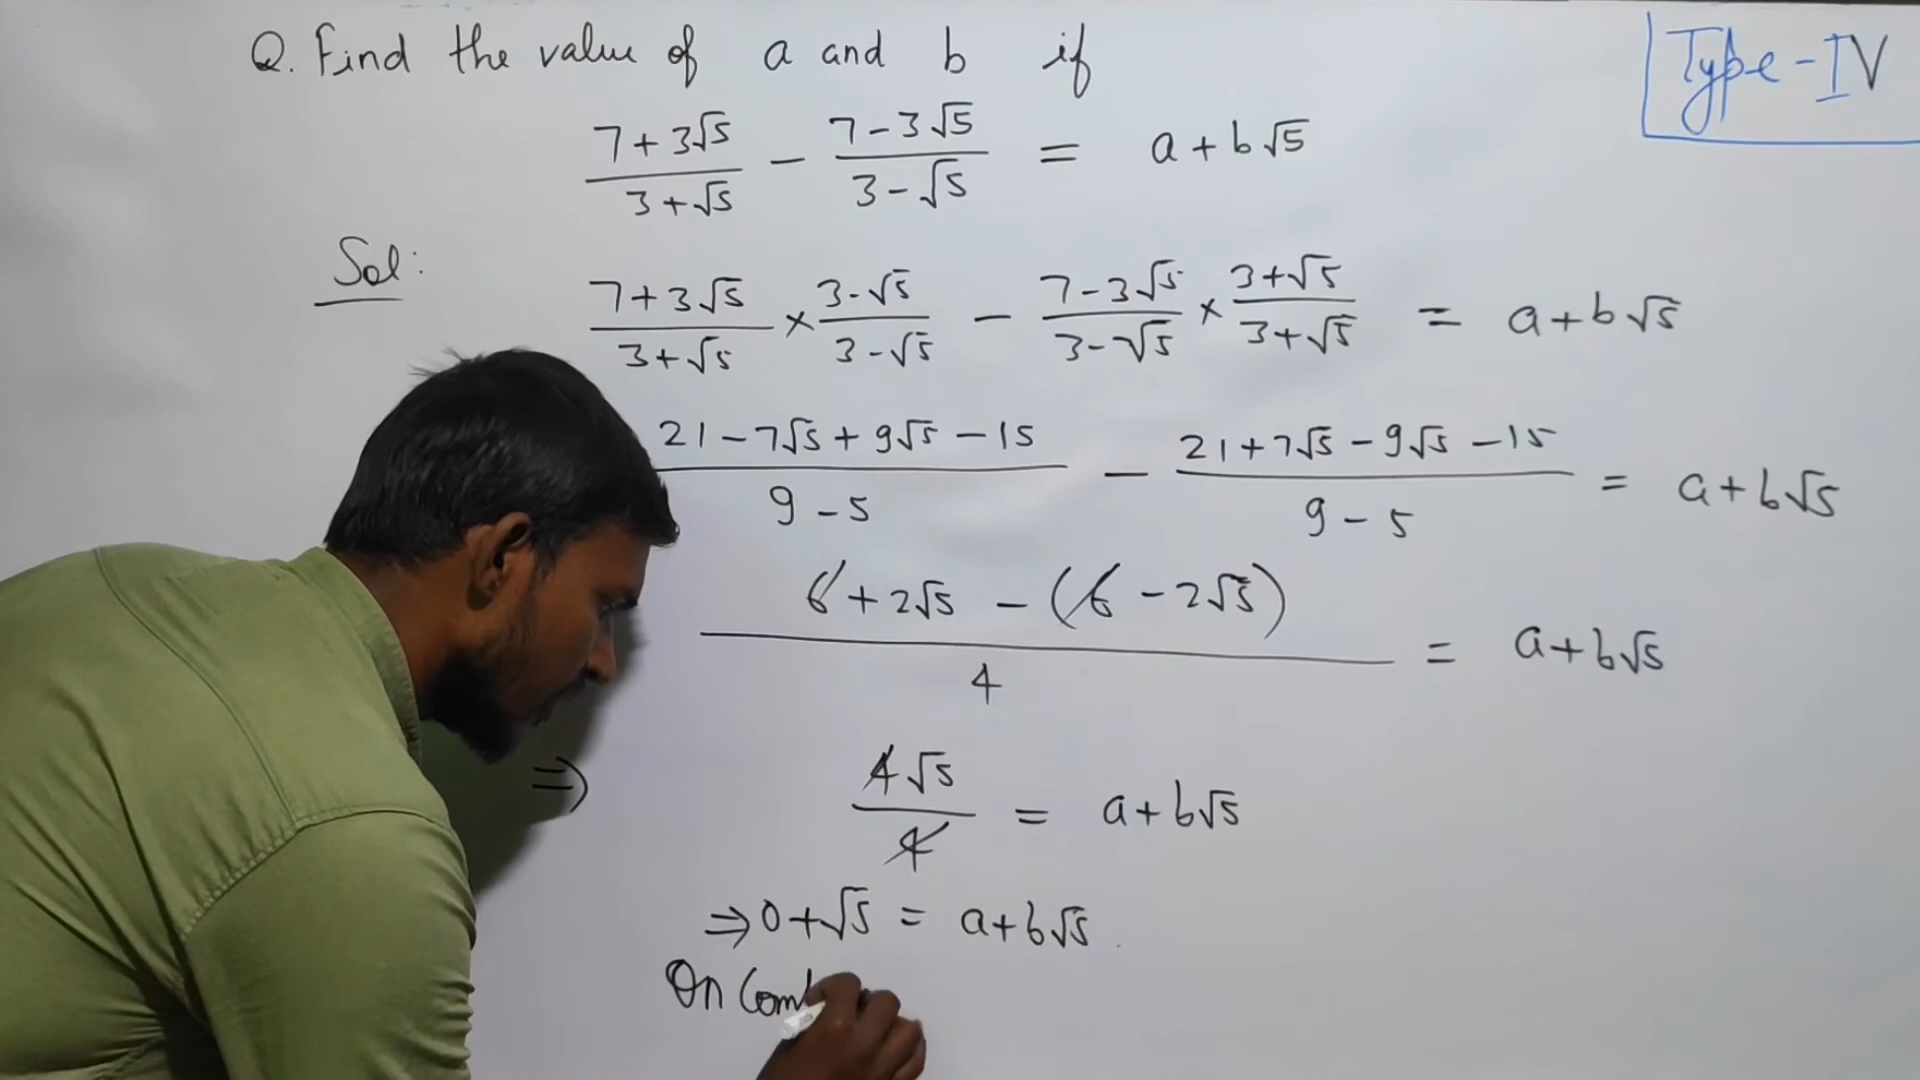 Q. Find the value of a and b if
Type-IV
(7+3√5)/(3+√5) − (7−3√5)/(3−√5) = a+b√5
Sol:
(7+3√5)/(3+√5) × (3-√5)/(3-√5) − (7-3√5)/(3-√5) × (3+√5)/(3+√5) = a+b√5
(21-7√5+9√5-15)/(9-5) − (21+7√5-9√5-15)/(9-5) = a+b√5
(6+2√5-(6-2√5))/4 = a+b√5
⇒ 4√5/4 = a+b√5
⇒ 0+√5 = a+b√5
On